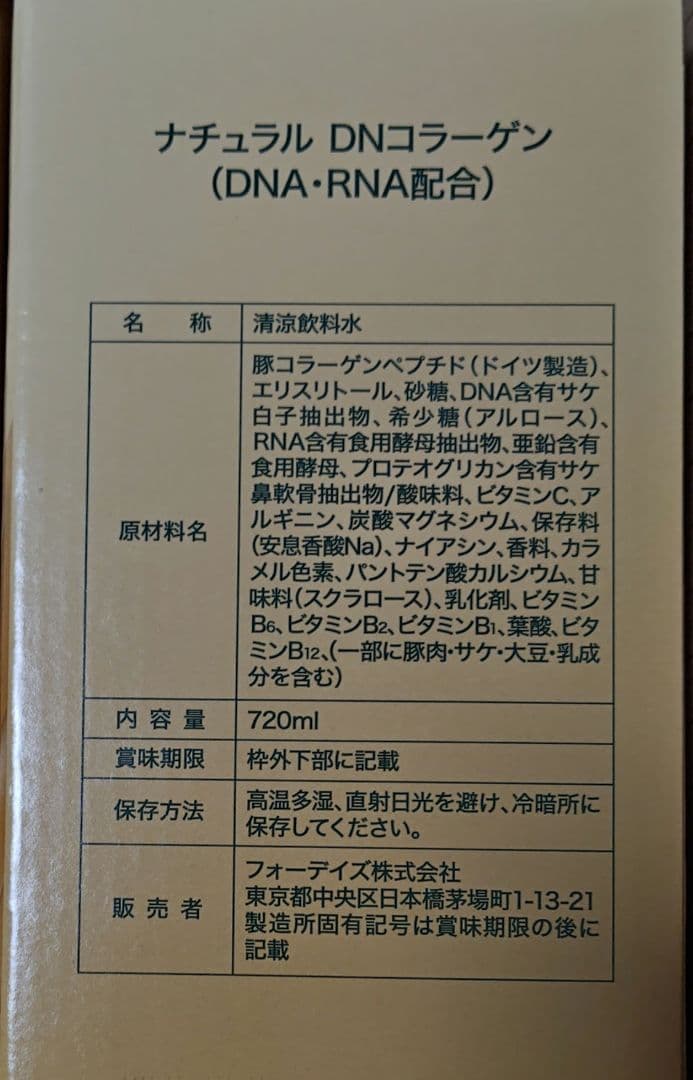 ナチュラル DNコラーゲン
(DNA・RNA配合)
名 称 清涼飲料水
原材料名
豚コラーゲンペプチド(ドイツ製造)、
エリスリトール、砂糖、DNA含有サケ
白子抽出物、希少糖(アルロース)、
RNA含有食用酵母抽出物、亜鉛含有
食用酵母、プロテオグリカン含有サケ
鼻軟骨抽出物/酸味料、ビタミンC、ア
ルギニン、炭酸マグネシウム、保存料
(安息香酸Na)、ナイアシン、香料、カラ
メル色素、パントテン酸カルシウム、甘
味料(スクラロース)、乳化剤、ビタミン
B6、ビタミンB2、ビタミンB1、葉酸、ビタ
ミンB12、(一部に豚肉・サケ・大豆・乳成
分を含む)
内容量 720ml
賞味期限 枠外下部に記載
保存方法
高温多湿、直射日光を避け、冷暗所に
保存してください。
販売者
フォーデイズ株式会社
東京都中央区日本橋茅場町1-13-21
製造所固有記号は賞味期限の後に
記載